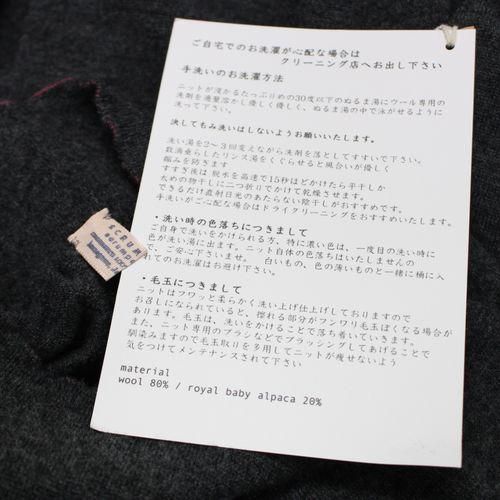 ご自宅でのお洗濯が心配な場合は
クリーニング店へお出し下さい
手洗いのお洗濯方法
ニットが浸かるたっぷりめの30度以下のぬるま湯にウール専用の
洗剤を適量溶かし優しく優しく、ぬるま湯の中で泳がせるように
洗って下さい。
決してもみ洗いはしないようお願いいたします。
洗い湯を2〜3回変えながら洗剤を落としてすすいで下さい。
数滴垂らしたリンス湯をくぐらせると風合いが優しく
縮みを防ぎます
すすぎ後は 脱水を高速で15秒ほどかけたら平干しか
太めの物干しに二つ折りでかけて乾燥させます。
できるだけ直射日光のあたらない陰干しがおすすめです。
手洗いがご心配な場合はドライクリーニングをおすすめいたします。
・洗い時の色落ちにつきまして
ご自身で洗いをかけられる方、特に濃い色は、一度目の洗い時に
色が洗い湯に出ます。ニット自体の色落ちはいたしませんの
で、ご安心下さいませ。 白いもの、色の薄いものと一緒に桶に入
れてのお洗濯はお避け下さい。
・毛玉につきまして
ニットはフワッと柔らかく洗い上げ仕上げしておりますので
お召しになられていると、擦れる部分がフンワリ毛玉ぽくなる場合が
あります。毛玉は、洗いをかけることで落ち着いていきます。
また、ニット専用のブラシなどでブラッシングしてあげることで
馴染みますので毛玉取りを多用してニットが痩せないよう
気をつけてメンテナンスされて下さい
material
wool 80% / royal baby alpaca 20%